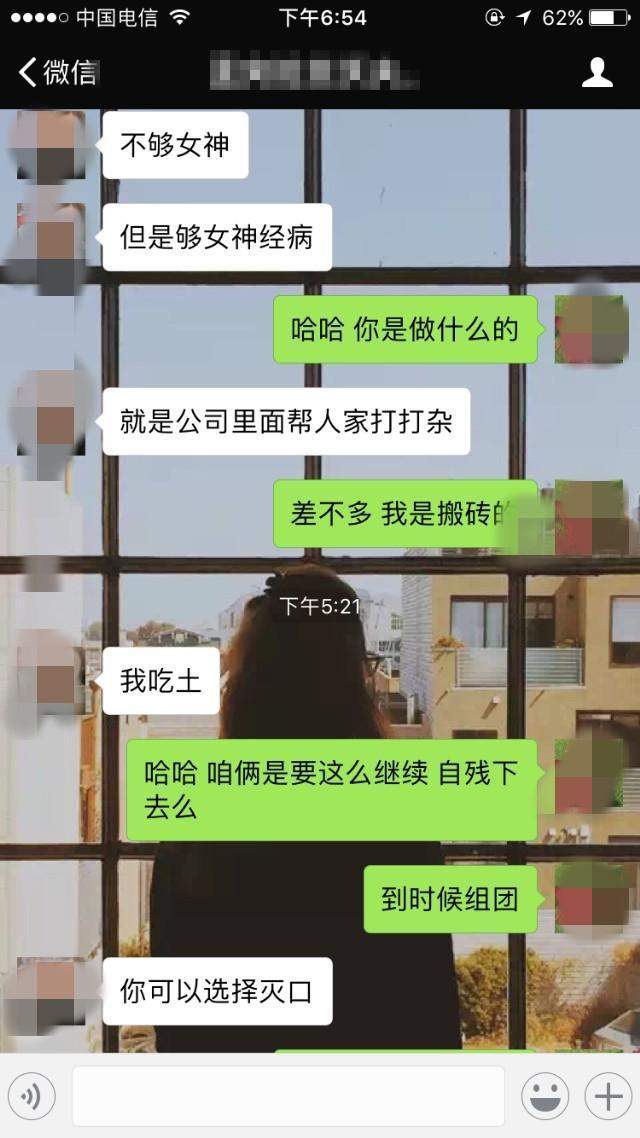 中国电信
下午6:54
62%
微信
不够女神
但是够女神经病
哈哈 你是做什么的
就是公司里面帮人家打打杂
差不多 我是搬砖的
下午5:21
我吃土
哈哈 咱俩是要这么继续 自残下
去么
到时候组团
你可以选择灭口